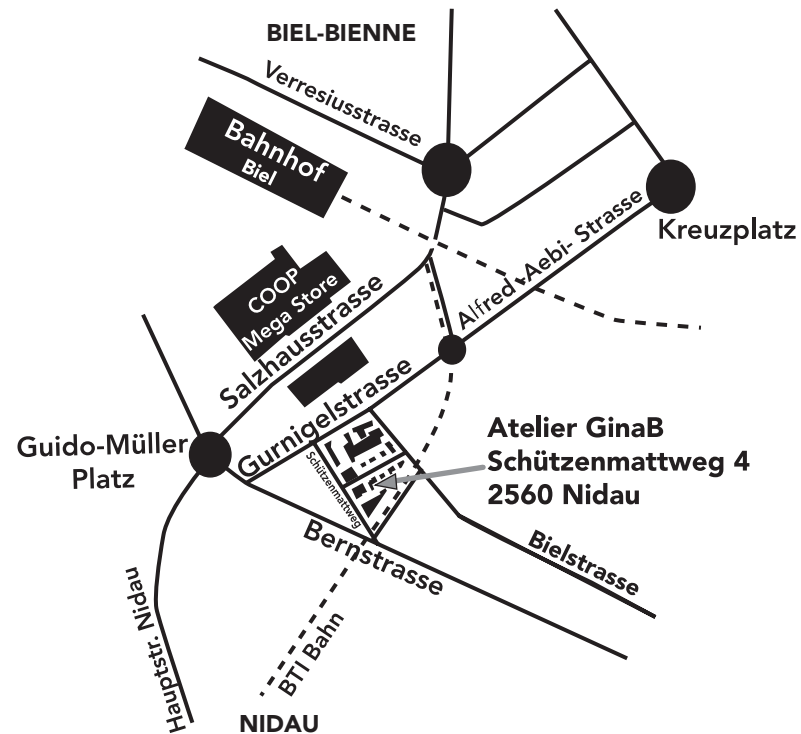 BIEL-BIENNE
Verresiusstrasse
Bahnhof
Biel
Kreuzplatz
Alfred-Aebi- Strasse
COOP
Mega Store
Salzhausstrasse
Gurnigelstrasse
Guido-Müller
Platz
Schützenmattweg
Atelier GinaB
Schützenmattweg 4
2560 Nidau
Bernstrasse
Bielstrasse
Hauptstr. Nidau
BTI Bahn
NIDAU